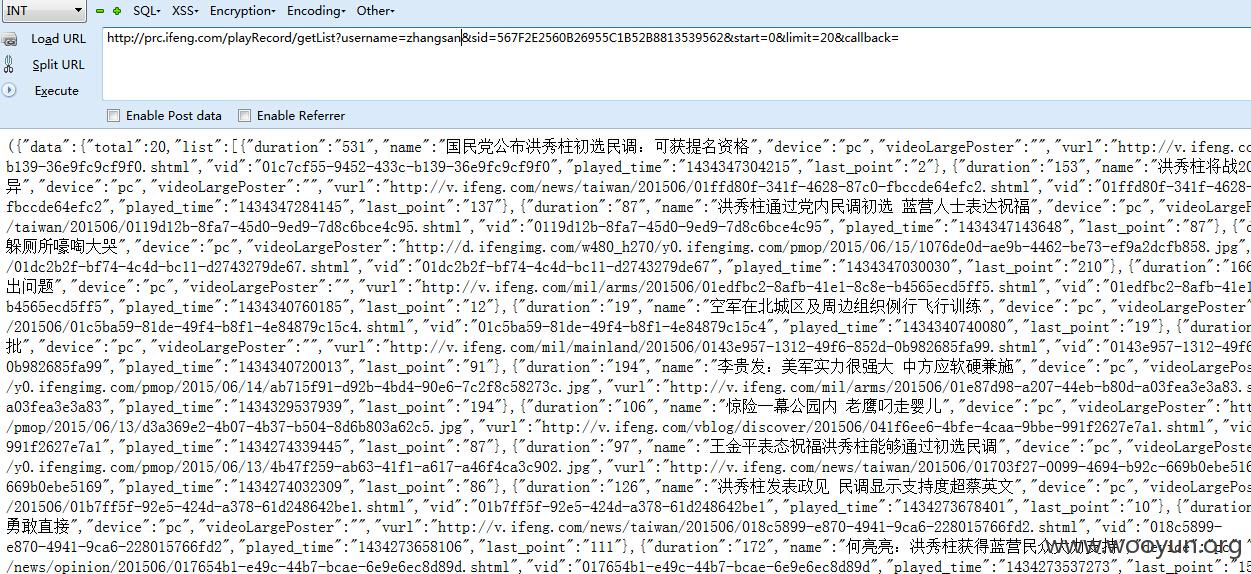 INT SQL- XSS- Encryption- Encoding- Other-
Load URL
http://prc.ifeng.com/playRecord/getList?username=zhangsan&sid=567F2E2560B26955C1B52B8813539562&start=0&limit=20&callback=
Split URL
Execute
Enable Post data Enable Referrer
({"data":{"total":20,"list":[{"duration":"531","name":"国民党公布洪秀柱初选民调：可获提名资格","device":"pc","videoLargePoster":"","vurl":"http://v.ifeng.co
b139-36e9fc9cf9f0.shtml","vid":"01c7cf55-9452-433c-b139-36e9fc9cf9f0","played_time":"1434347304215","last_point":"2"},{"duration":"153","name":"洪秀柱将战20
异","device":"pc","videoLargePoster":"","vurl":"http://v.ifeng.com/news/taiwan/201506/01ffd80f-341f-4628-87c0-fbccde64efc2.shtml","vid":"01ffd80f-341f-4628
fbccde64efc2","played_time":"1434347284145","last_point":"137"},{"duration":"87","name":"洪秀柱通过党内民调初选 蓝营人士表达祝福","device":"pc","videoLargePos
/taiwan/201506/0119d12b-8fa7-45d0-9ed9-7d8c6bce4c95.shtml","vid":"0119d12b-8fa7-45d0-9ed9-7d8c6bce4c95","played_time":"1434347143648","last_point":"87"},{"d
躲厕所嚎啕大哭","device":"pc","videoLargePoster":"http://d.ifengimg.com/w480_h270/y0.ifengimg.com/pmop/2015/06/15/1076de0d-ae9b-4462-be73-ef9a2dcfb858.jpg",
/01dc2b2f-bf74-4c4d-bc11-d2743279de67.shtml","vid":"01dc2b2f-bf74-4c4d-bc11-d2743279de67","played_time":"1434347030030","last_point":"210"},{"duration":"166
出问题","device":"pc","videoLargePoster":"","vurl":"http://v.ifeng.com/mil/arms/201506/01edfbc2-8afb-41e1-8c8e-b4565ecd5ff5.shtml","vid":"01edfbc2-8afb-41e
b4565ecd5ff5","played_time":"1434340760185","last_point":"12"},{"duration":"19","name":"空军在北城区及周边组织例行飞行训练","device":"pc","videoLargePoster"
/201506/01c5ba59-81de-49f4-b8f1-4e84879c15c4.shtml","vid":"01c5ba59-81de-49f4-b8f1-4e84879c15c4","played_time":"1434340740080","last_point":"19"},{"duration
批","device":"pc","videoLargePoster":"","vurl":"http://v.ifeng.com/mil/mainland/201506/0143e957-1312-49f6-852d-0b982685fa99.shtml","vid":"0143e957-1312-49f6
0b982685fa99","played_time":"1434340720013","last_point":"91"},{"duration":"194","name":"李贵发：美军实力很强大 中方应软硬兼施","device":"pc","videoLargePoster"
/y0.ifengimg.com/pmop/2015/06/14/ab715f91-d92b-4bd4-90e6-7c2f8c58273c.jpg","vurl":"http://v.ifeng.com/mil/arms/201506/01e87d98-a207-44eb-b80d-a03fea3e3a83.s
a03fea3e3a83","played_time":"1434329537939","last_point":"194"},{"duration":"106","name":"惊险一幕公园内 老鹰叼走婴儿","device":"pc","videoLargePoster":"htt
/pmop/2015/06/13/d3a369e2-4b07-4b37-b504-8d6b803a62c5.jpg","vurl":"http://v.ifeng.com/vblog/discover/201506/041f6ee6-4bfe-4caa-9bbe-991f2627e7a1.shtml","vid
991f2627e7a1","played_time":"1434274339445","last_point":"87"},{"duration":"97","name":"王金平表态祝福洪秀柱能够通过初选民调","device":"pc","videoLargePoster"
/y0.ifengimg.com/pmop/2015/06/13/4b47f259-ab63-41f1-a617-a46f4ca3c902.jpg","vurl":"http://v.ifeng.com/news/taiwan/201506/01703f27-0099-4694-b92c-669b0ebe516
669b0ebe5169","played_time":"1434274032309","last_point":"86"},{"duration":"126","name":"洪秀柱发表政见 民调显示支持度超蔡英文","device":"pc","videoLargePoster
/201506/01b7ff5f-92e5-424d-a378-61d248642be1.shtml","vid":"01b7ff5f-92e5-424d-a378-61d248642be1","played_time":"1434273678401","last_point":"10"},{"duration
勇敢直接","device":"pc","videoLargePoster":"","vurl":"http://v.ifeng.com/news/taiwan/201506/018c5899-e870-4941-9ca6-228015766fd2.shtml","vid":"018c5899-
e870-4941-9ca6-228015766fd2","played_time":"1434273658106","last_point":"111"},{"duration":"172","name":"何亮亮：洪秀柱获得蓝营民众
/news/opinion/201506/017654b1-e49c-44b7-bcae-6e9e6ec8d89d.shtml","vid":"017654b1-e49c-44b7-bcae-6e9e6ec8d89d","played_time":"1434273537273","last_point":
www.wooyun.org